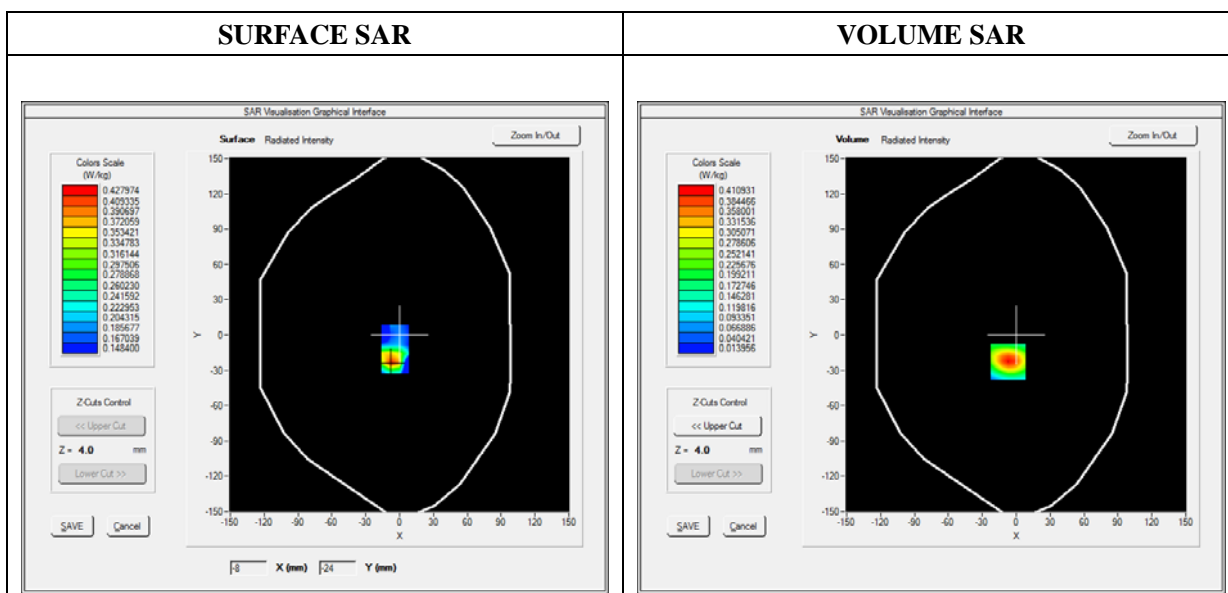 SURFACE SAR
VOLUME SAR
SAR Visualisation Graphical Interface
Surface Radiated Intensity
Zoom In/Out
Colors Scale
(W/kg)
0.427974
0.409335
0.390697
0.372059
0.353421
0.334783
0.316144
0.297506
0.278868
0.260230
0.241592
0.222953
0.204315
0.185677
0.167039
0.148400
Z-Cuts Control
<< Upper Cut
Z = 4.0 mm
Lower Cut >>
SAVE Cancel
150
120
90
60
30
0
-30
-60
-90
-120
-150
Y
-150 -120 -90 -60 -30 0 30 60 90 120 150
X
-8 X (mm) -24 Y (mm)
SAR Visualisation Graphical Interface
Volume Radiated Intensity
Zoom In/Out
Colors Scale
(W/kg)
0.410931
0.384466
0.358001
0.331536
0.305071
0.278606
0.252141
0.225676
0.199211
0.172746
0.146281
0.119816
0.093351
0.066886
0.040421
0.013956
Z-Cuts Control
<< Upper Cut
Z = 4.0 mm
Lower Cut >>
SAVE Cancel
150
120
90
60
30
0
-30
-60
-90
-120
-150
Y
-150 -120 -90 -60 -30 0 30 60 90 120 150
X